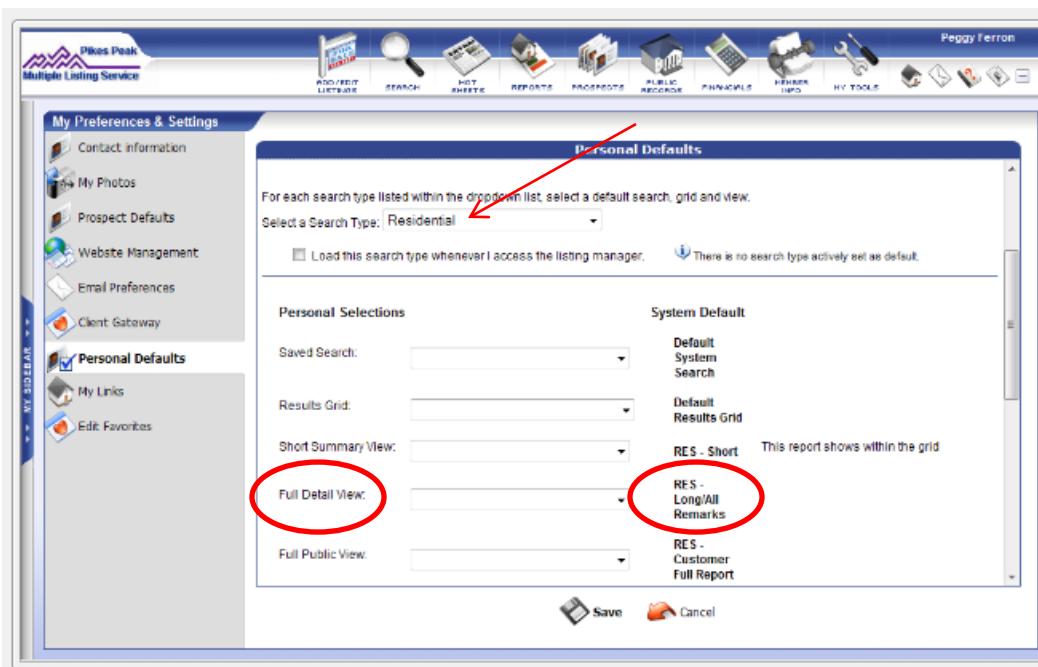 Pikes Peak
Multiple Listing Service
Peggy Ferron
ADD/EDIT
LISTINGS
SEARCH
HOT
SHEETS
REPORTS
PROSPECTS
PUBLIC
RECORDS
FINANCIALS
MEMBER
INFO
MY TOOLS
My Preferences & Settings
Contact information
My Photos
Prospect Defaults
Website Management
Email Preferences
Client Gateway
Personal Defaults
My Links
Edit Favorites
MY SIDEBAR
Personal Defaults
For each search type listed within the dropdown list, select a default search, grid and view.
Select a Search Type: Residential
Load this search type whenever I access the listing manager.
There is no search type actively set as default.
Personal Selections
System Default
Saved Search:
Default
System
Search
Results Grid:
Default
Results Grid
Short Summary View:
RES - Short
This report shows within the grid
Full Detail View:
RES -
Long/All
Remarks
Full Public View:
RES -
Customer
Full Report
Save
Cancel